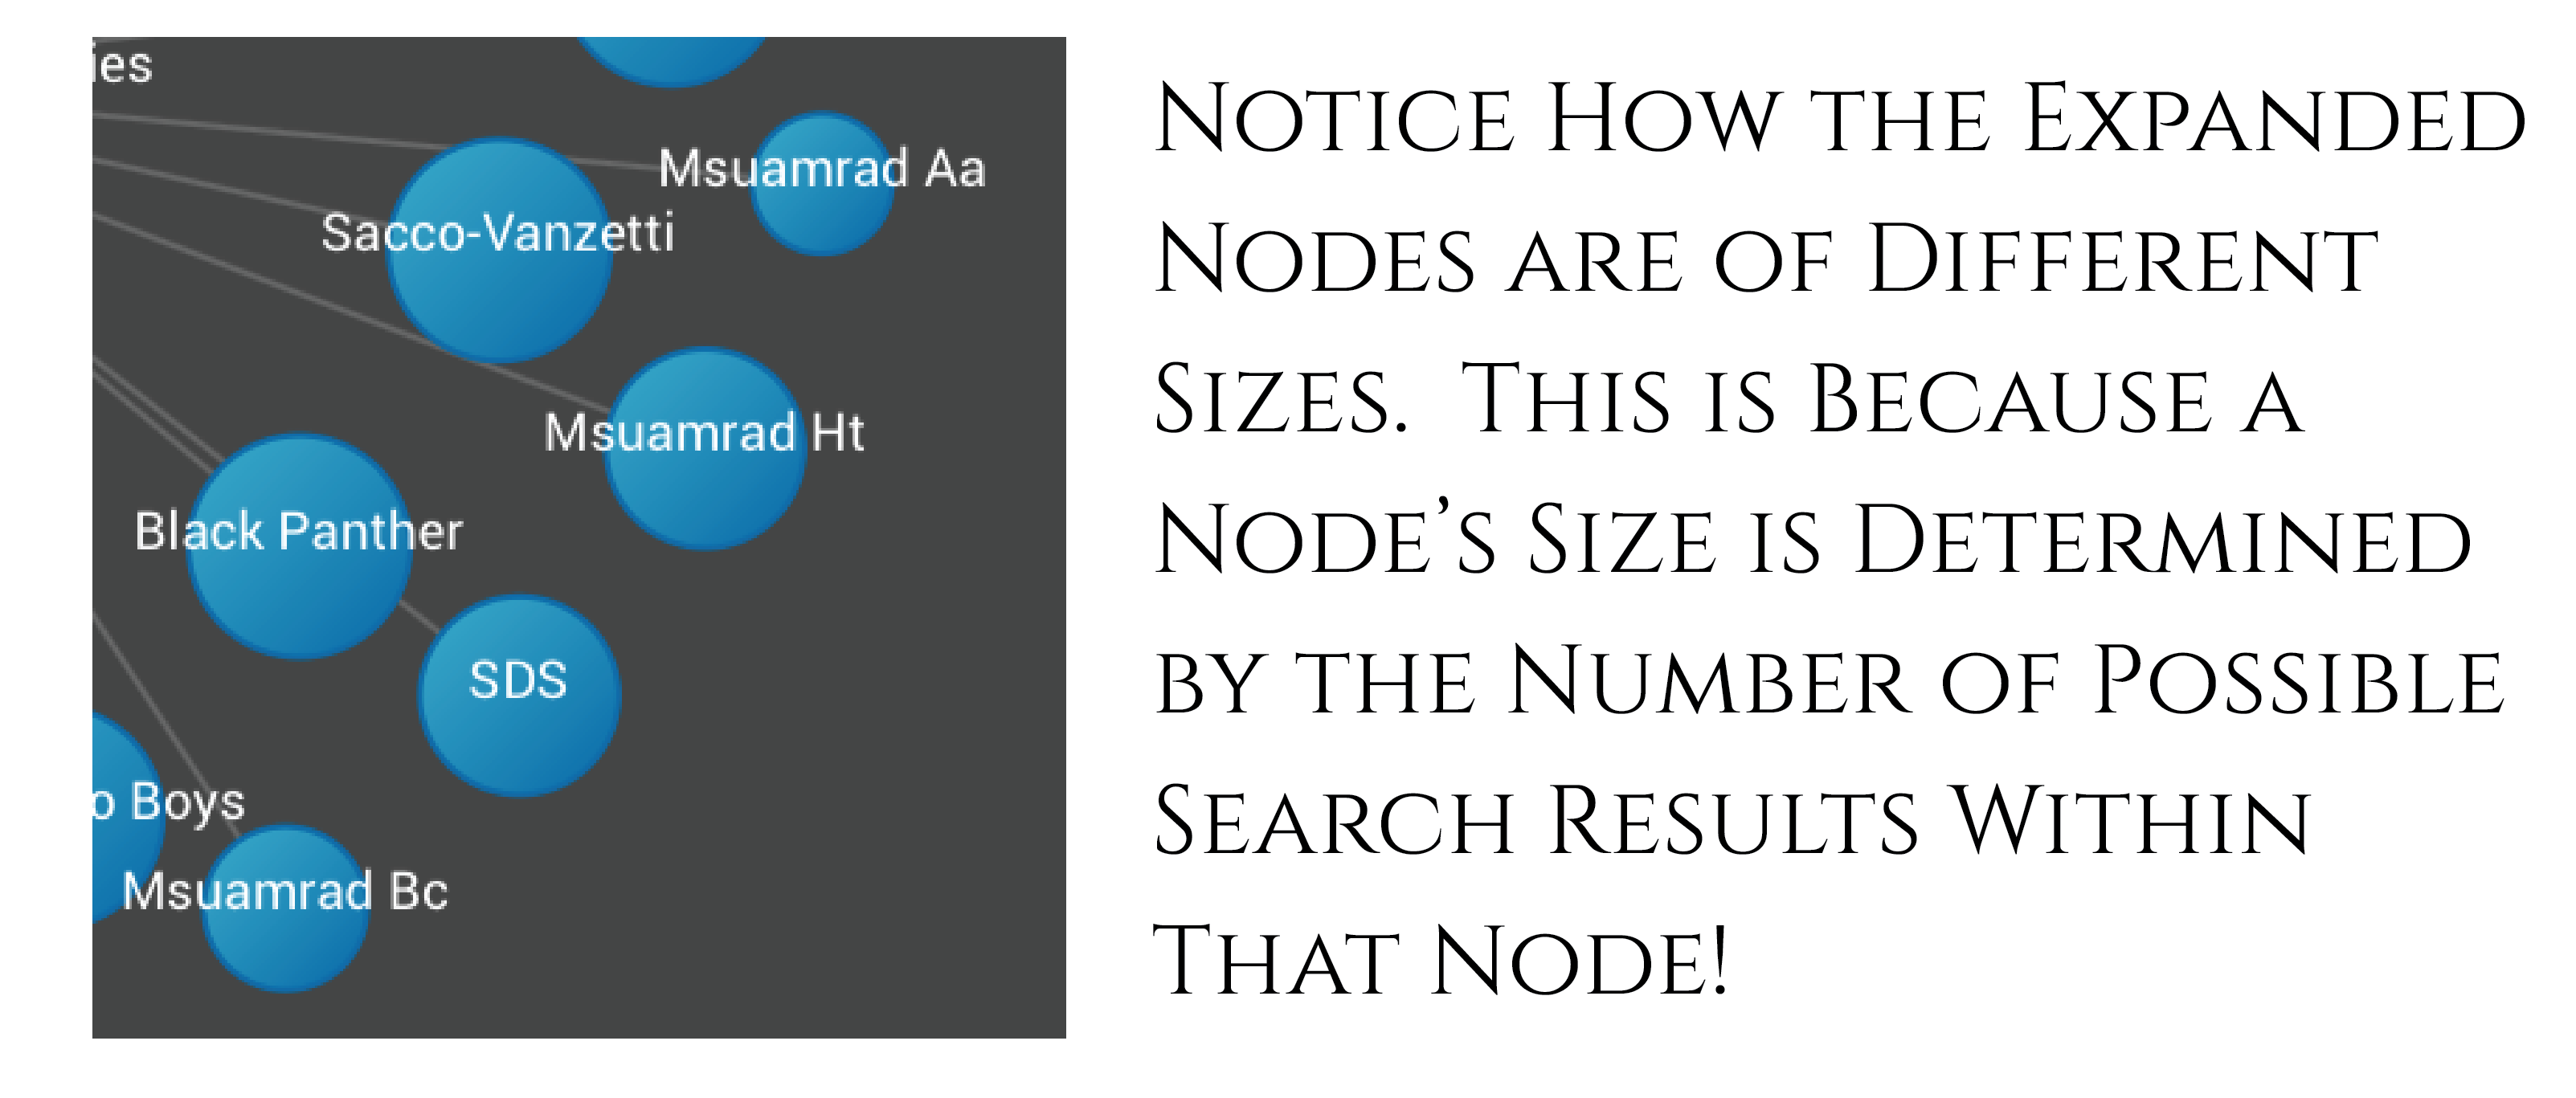 ies
Msuamrad Aa
Sacco-Vanzetti
Msuamrad Ht
Black Panther
SDS
o Boys
Msuamrad Bc
Notice How the Expanded
Nodes are of Different
Sizes. This is Because a
Node’s Size is Determined
by the Number of Possible
Search Results Within
That Node!